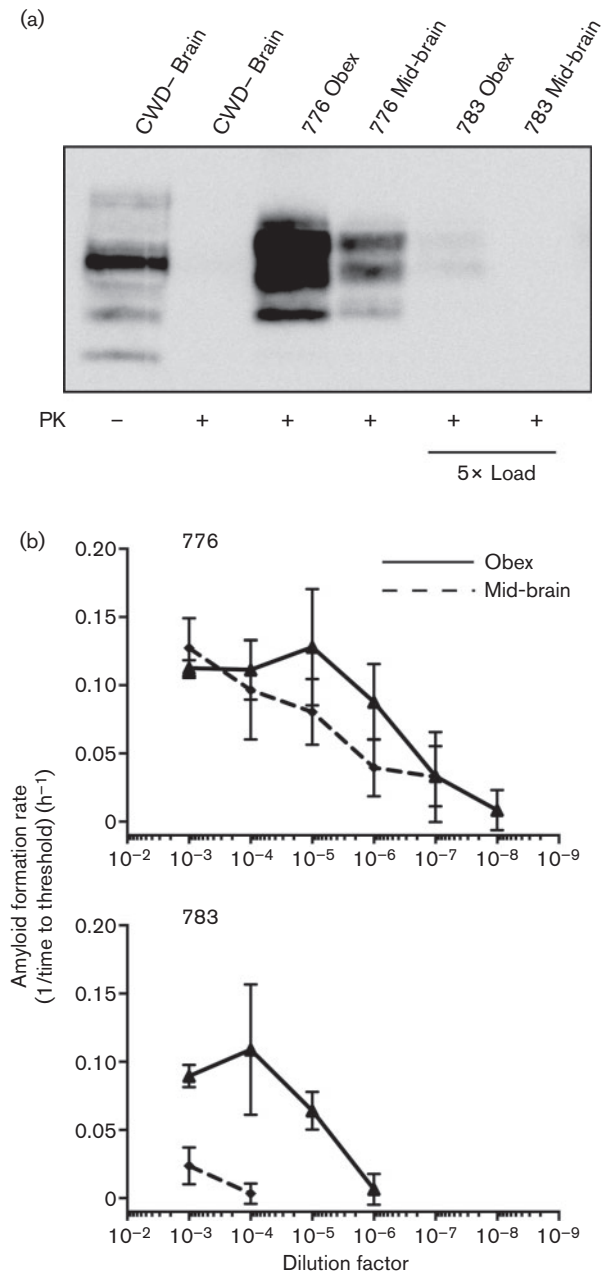 (a)
CWD– Brain
CWD– Brain
776 Obex
776 Mid-brain
783 Obex
783 Mid-brain
PK – + + + + +
5× Load
(b)
776
Obex
Mid-brain
0.20
0.15
0.10
0.05
0
10⁻² 10⁻³ 10⁻⁴ 10⁻⁵ 10⁻⁶ 10⁻⁷ 10⁻⁸ 10⁻⁹
Amyloid formation rate
(1/time to threshold) (h⁻¹)
783
0.20
0.15
0.10
0.05
0
10⁻² 10⁻³ 10⁻⁴ 10⁻⁵ 10⁻⁶ 10⁻⁷ 10⁻⁸ 10⁻⁹
Dilution factor